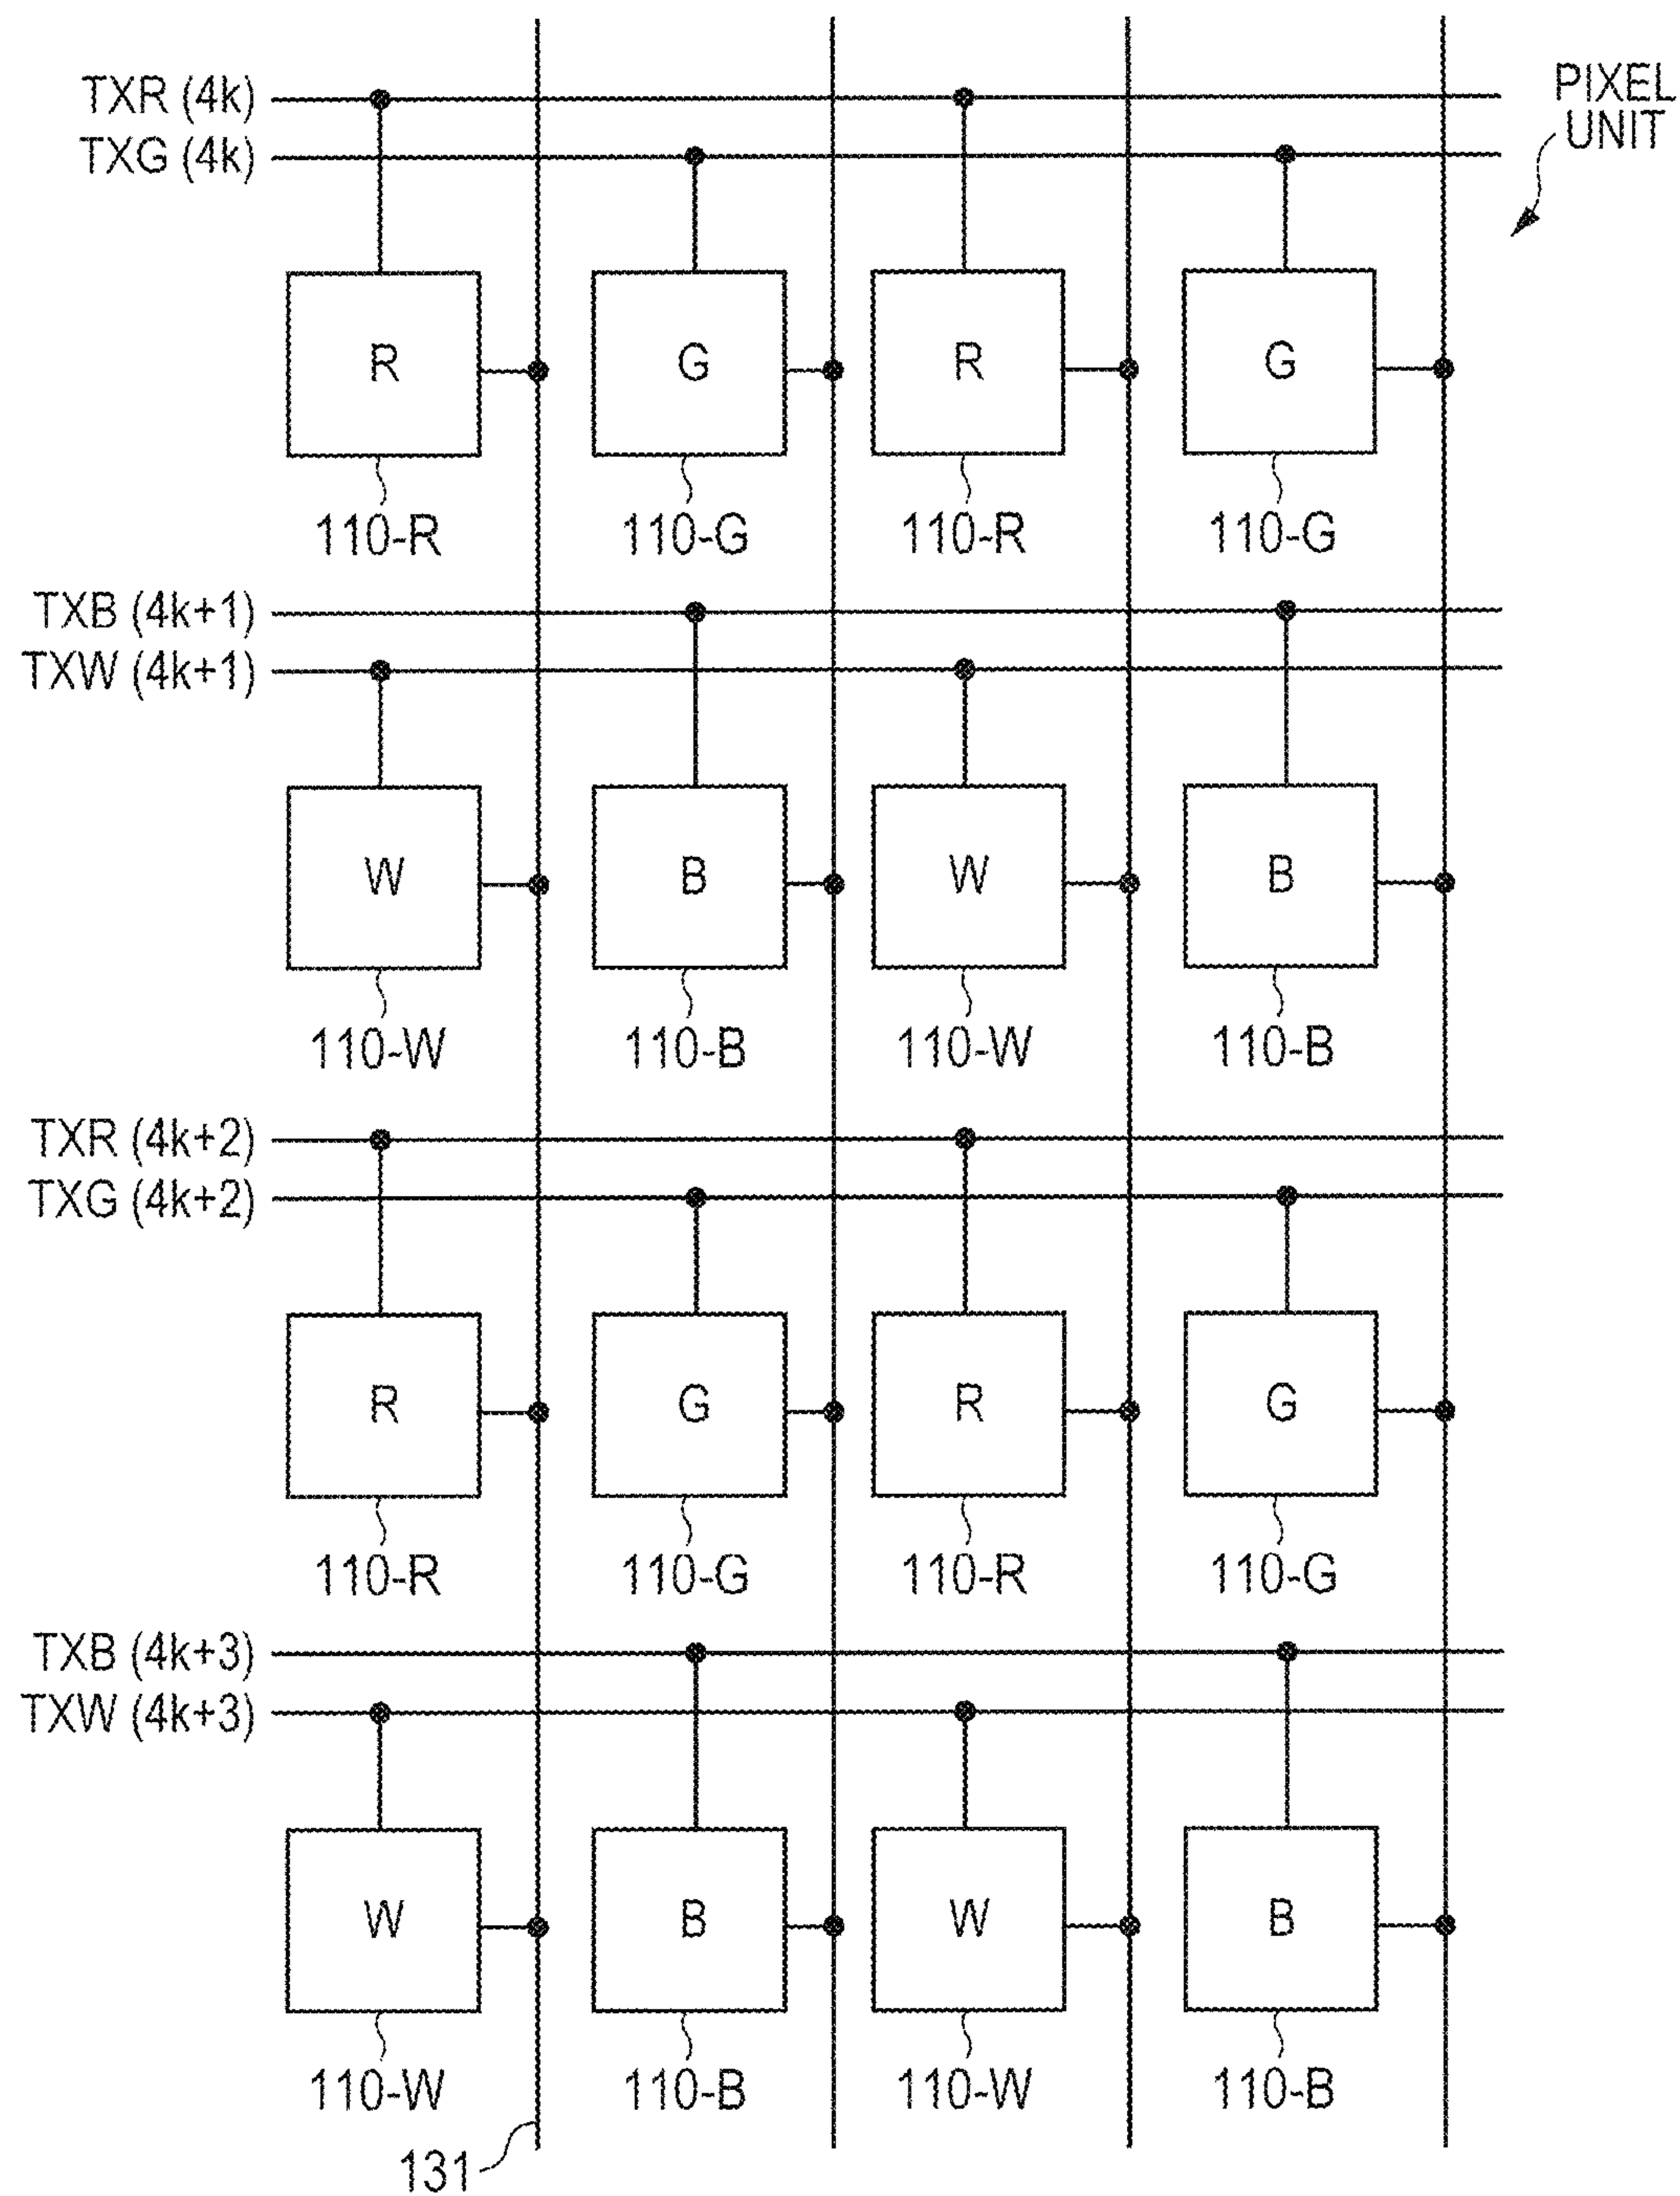 TXR (4k)
TXG (4k)
PIXEL
UNIT
R G R G
110-R 110-G 110-R 110-G
TXB (4k+1)
TXW (4k+1)
W B W B
110-W 110-B 110-W 110-B
TXR (4k+2)
TXG (4k+2)
R G R G
110-R 110-G 110-R 110-G
TXB (4k+3)
TXW (4k+3)
W B W B
110-W 110-B 110-W 110-B
131